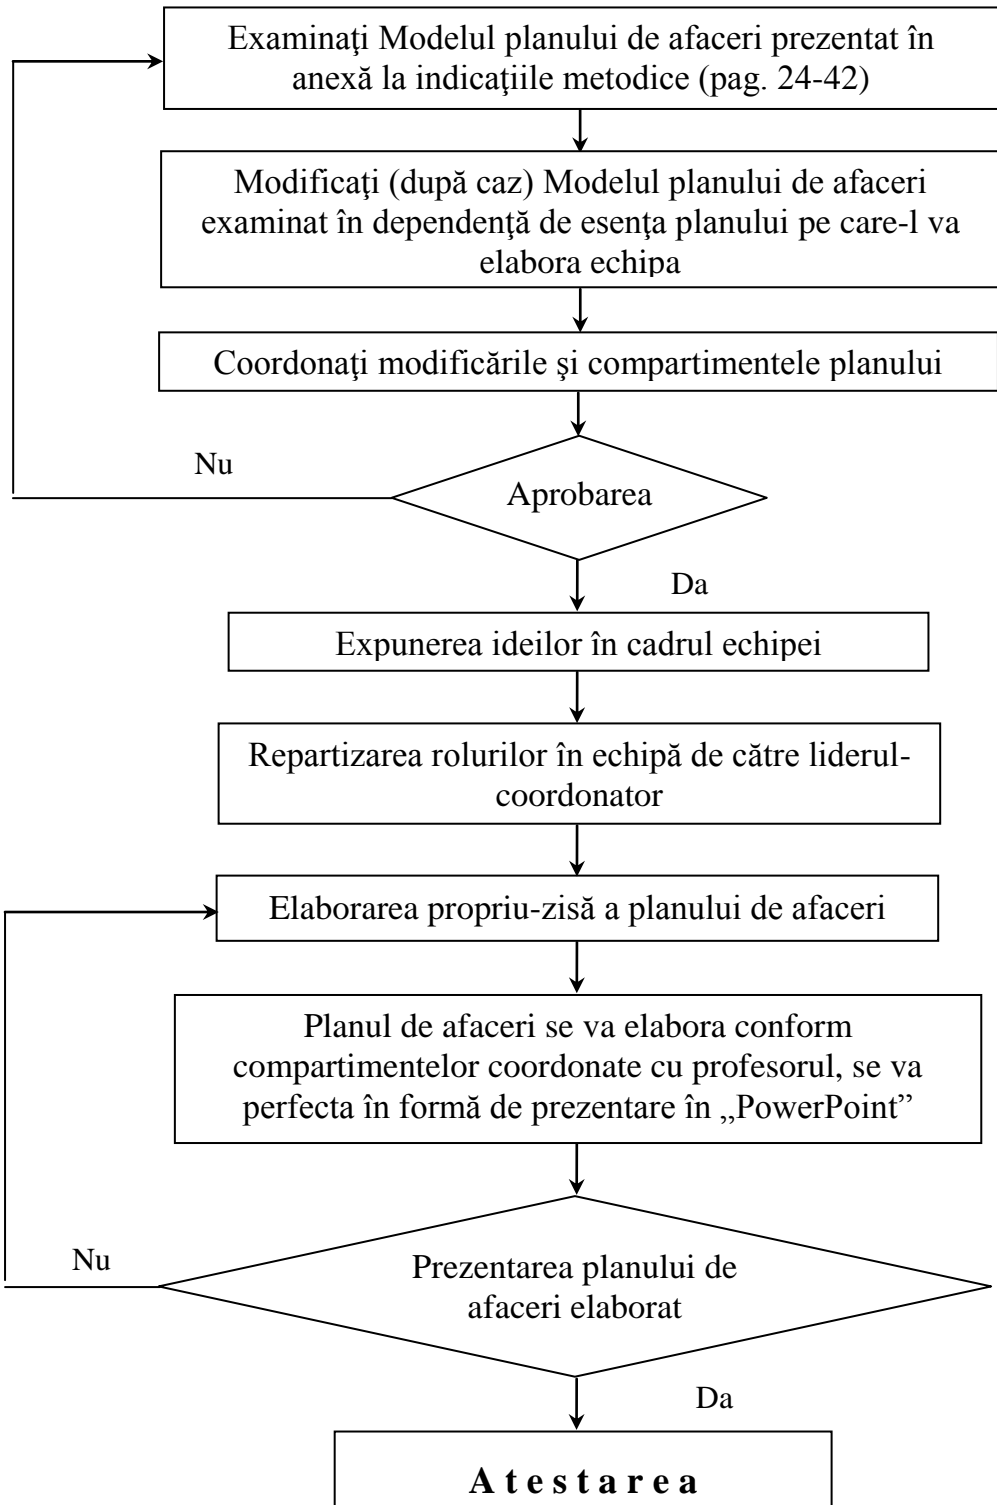 Examinaţi Modelul planului de afaceri prezentat în
anexă la indicaţiile metodice (pag. 24-42)
Modificaţi (după caz) Modelul planului de afaceri
examinat în dependenţă de esenţa planului pe care-l va
elabora echipa
Coordonaţi modificările şi compartimentele planului
Nu
Aprobarea
Da
Expunerea ideilor în cadrul echipei
Repartizarea rolurilor în echipă de către liderul-
coordonator
Elaborarea propriu-zisă a planului de afaceri
Planul de afaceri se va elabora conform
compartimentelor coordonate cu profesorul, se va
perfecta în formă de prezentare în „PowerPoint”
Nu
Prezentarea planului de
afaceri elaborat
Da
A t e s t a r e a